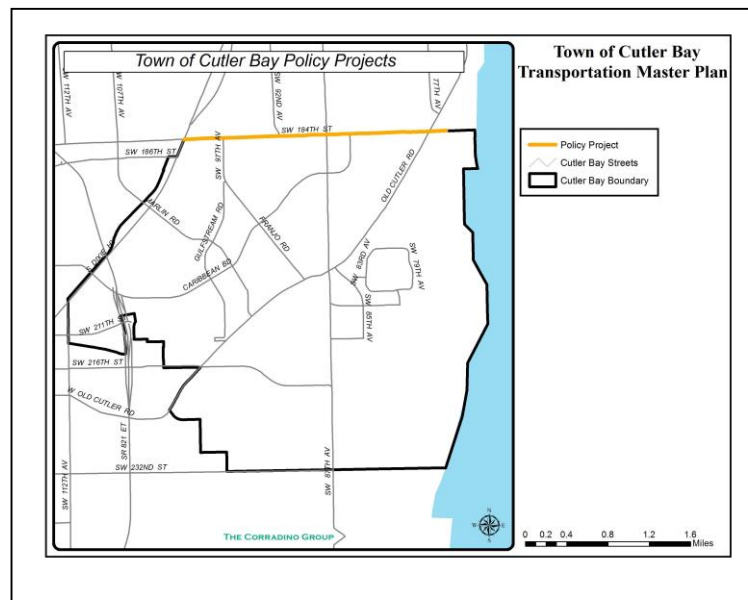 Town of Cutler Bay Policy Projects
Town of Cutler Bay
Transportation Master Plan
Policy Project
Cutler Bay Streets
Cutler Bay Boundary
SW 107TH AV
SW 92ND AV
77TH AV
SW 184TH ST
SW 186TH ST
SW 97TH AV
OLD CUTLER RD
MARLIN RD
GULFSTREAM RD
FRANJO RD
CARIBBEAN BD
SW 83RD AV
SW 79TH AV
SW 85TH AV
SW 211TH ST
SW 216TH ST
W OLD CUTLER RD
SR 821 ET
SW 112TH AV
SW 232ND ST
SW 87TH AV
N
W E
S
THE CORRADINO GROUP
0 0.2 0.4 0.8 1.2 1.6
Miles